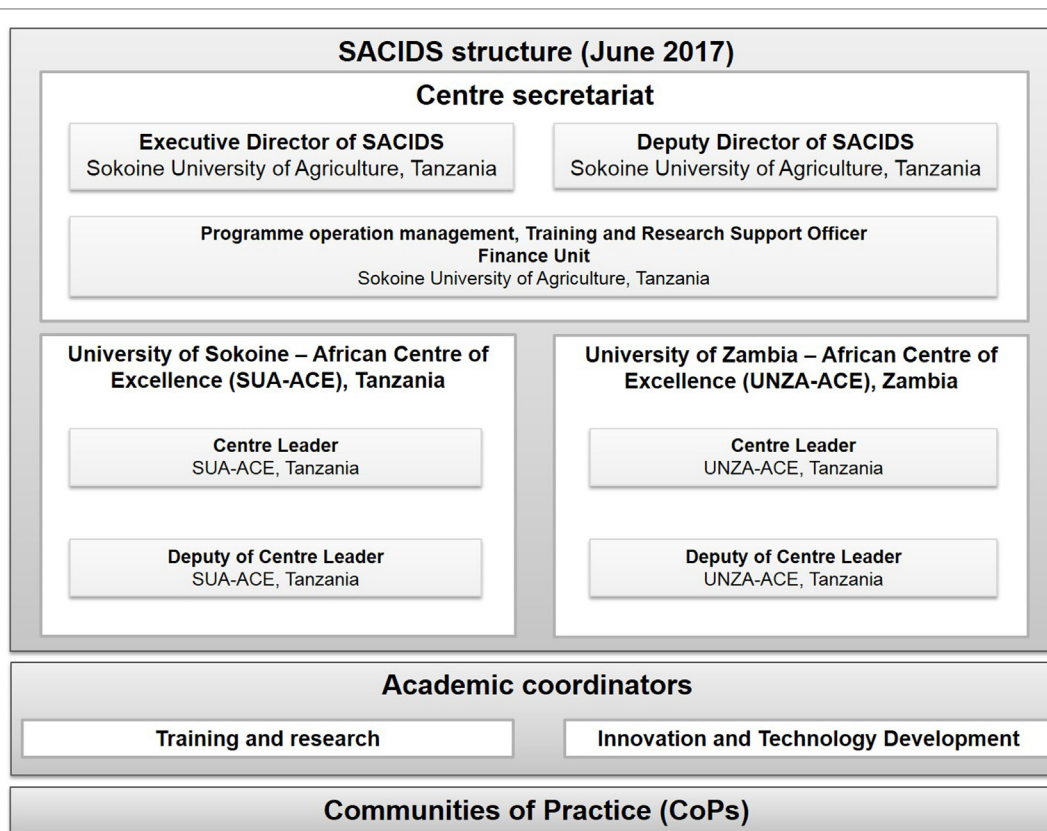 SACIDS structure (June 2017)
Centre secretariat
Executive Director of SACIDS
Sokoine University of Agriculture, Tanzania
Deputy Director of SACIDS
Sokoine University of Agriculture, Tanzania
Programme operation management, Training and Research Support Officer
Finance Unit
Sokoine University of Agriculture, Tanzania
University of Sokoine – African Centre of
Excellence (SUA-ACE), Tanzania
Centre Leader
SUA-ACE, Tanzania
Deputy of Centre Leader
SUA-ACE, Tanzania
University of Zambia – African Centre of
Excellence (UNZA-ACE), Zambia
Centre Leader
UNZA-ACE, Tanzania
Deputy of Centre Leader
UNZA-ACE, Tanzania
Academic coordinators
Training and research
Innovation and Technology Development
Communities of Practice (CoPs)